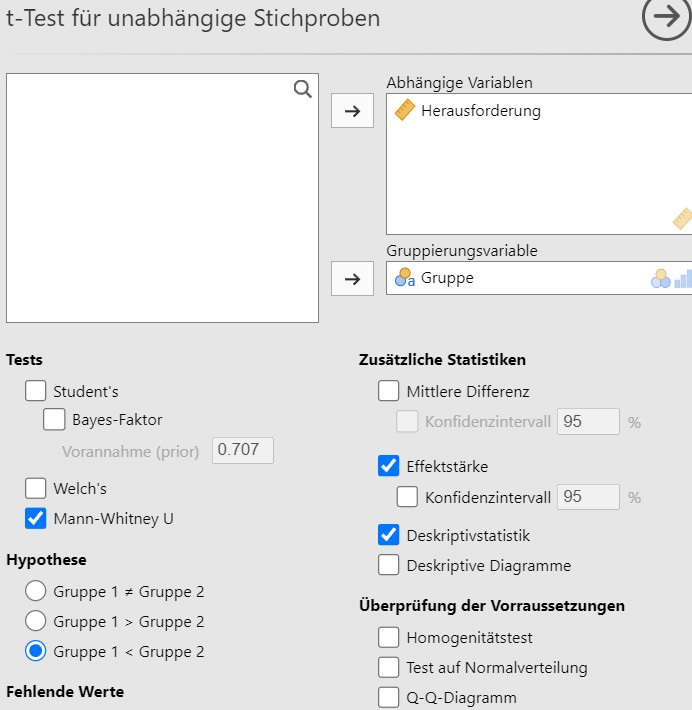 t-Test für unabhängige Stichproben
Abhängige Variablen
Herausforderung
Gruppierungsvariable
a Gruppe
Tests
Student's
Bayes-Faktor
Vorannahme (prior) 0.707
Welch's
Mann-Whitney U
Hypothese
Gruppe 1 ≠ Gruppe 2
Gruppe 1 > Gruppe 2
Gruppe 1 < Gruppe 2
Fehlende Werte
Zusätzliche Statistiken
Mittlere Differenz
Konfidenzintervall 95 %
Effektstärke
Konfidenzintervall 95 %
Deskriptivstatistik
Deskriptive Diagramme
Überprüfung der Vorraussetzungen
Homogenitätstest
Test auf Normalverteilung
Q-Q-Diagramm